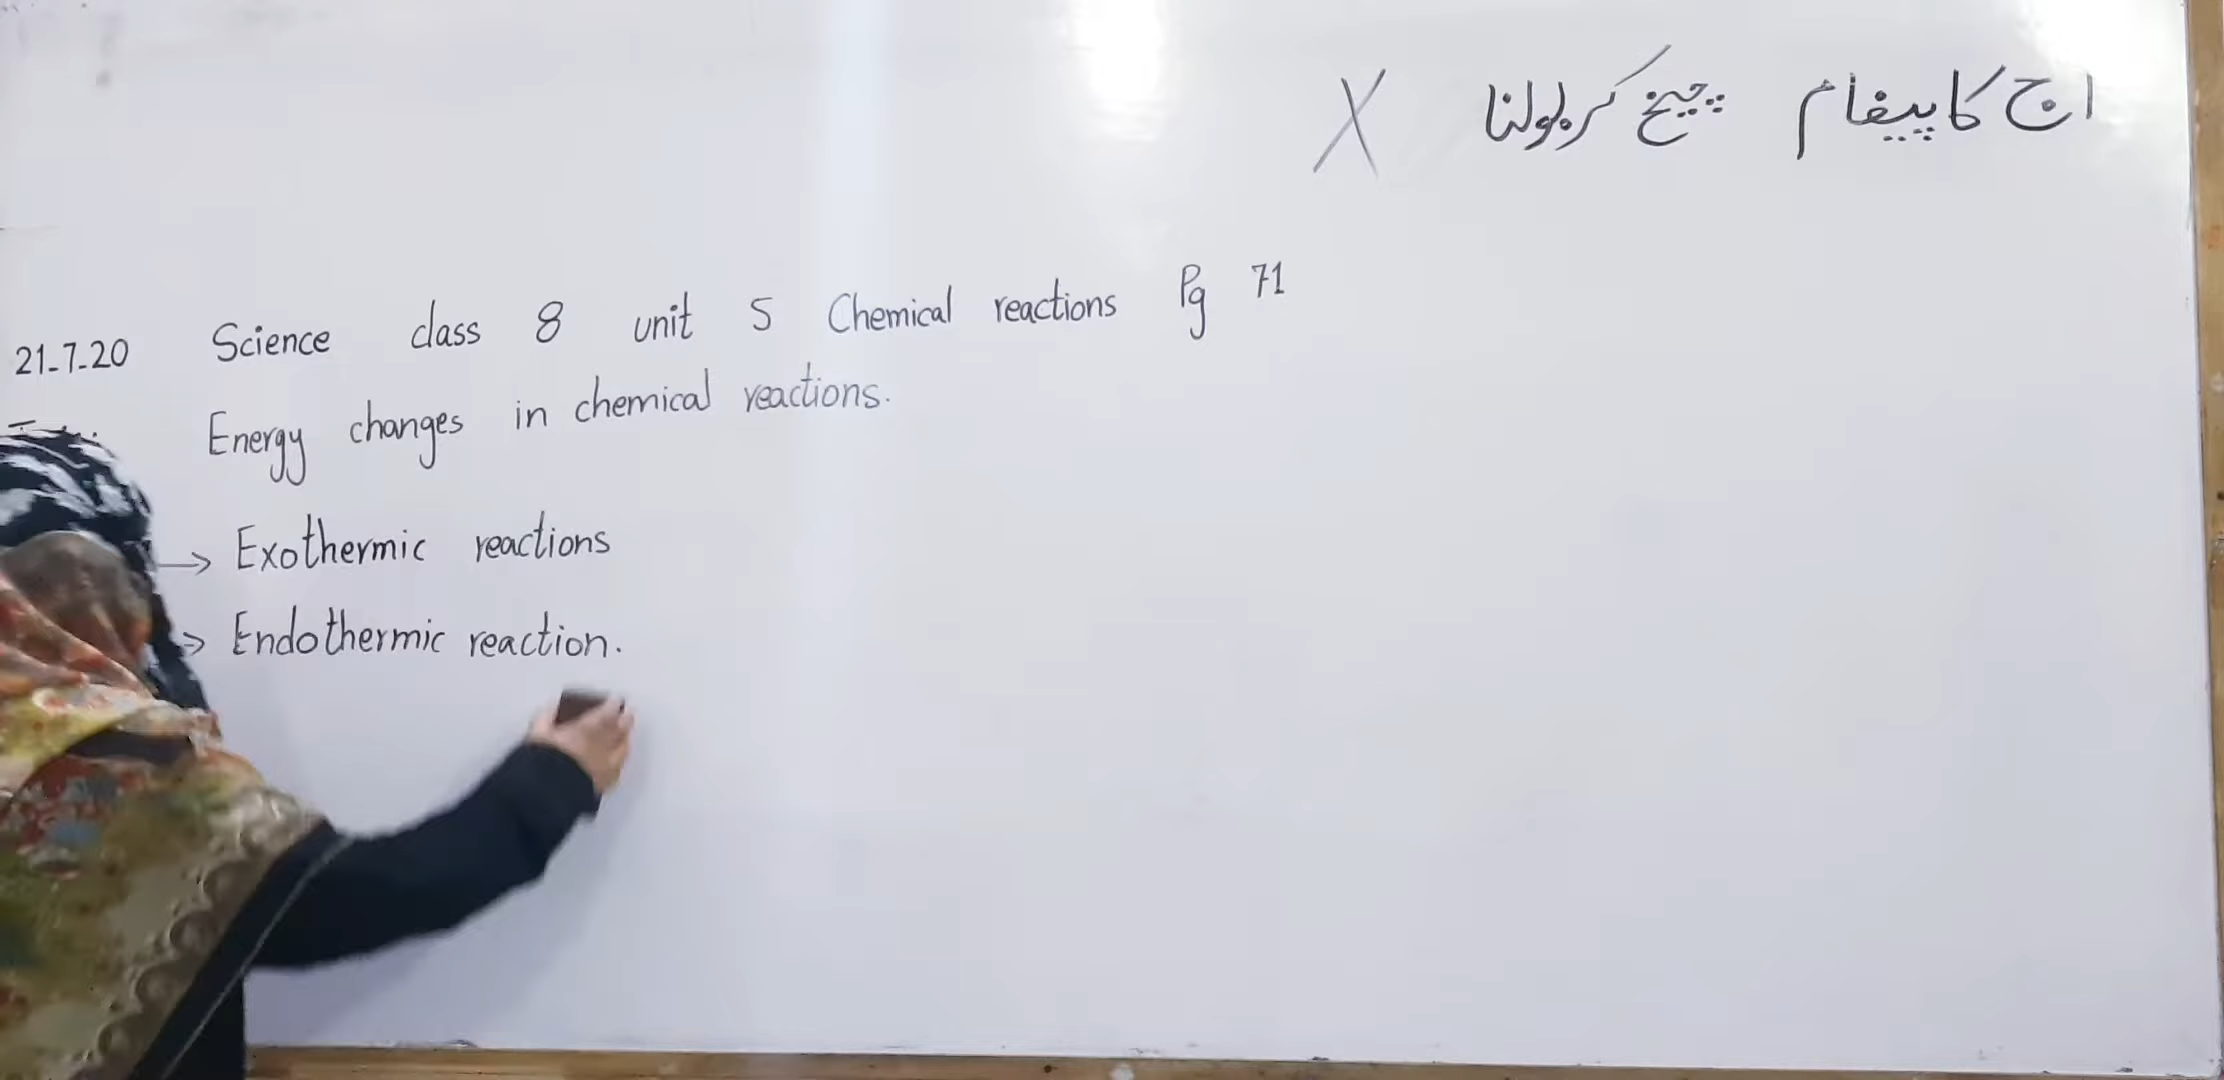 اج کا پیغام چیخ کر بولنا X
21-7-20 Science class 8 unit 5 Chemical reactions Pg 71
Energy changes in chemical reactions.
→ Exothermic reactions
→ Endothermic reaction.